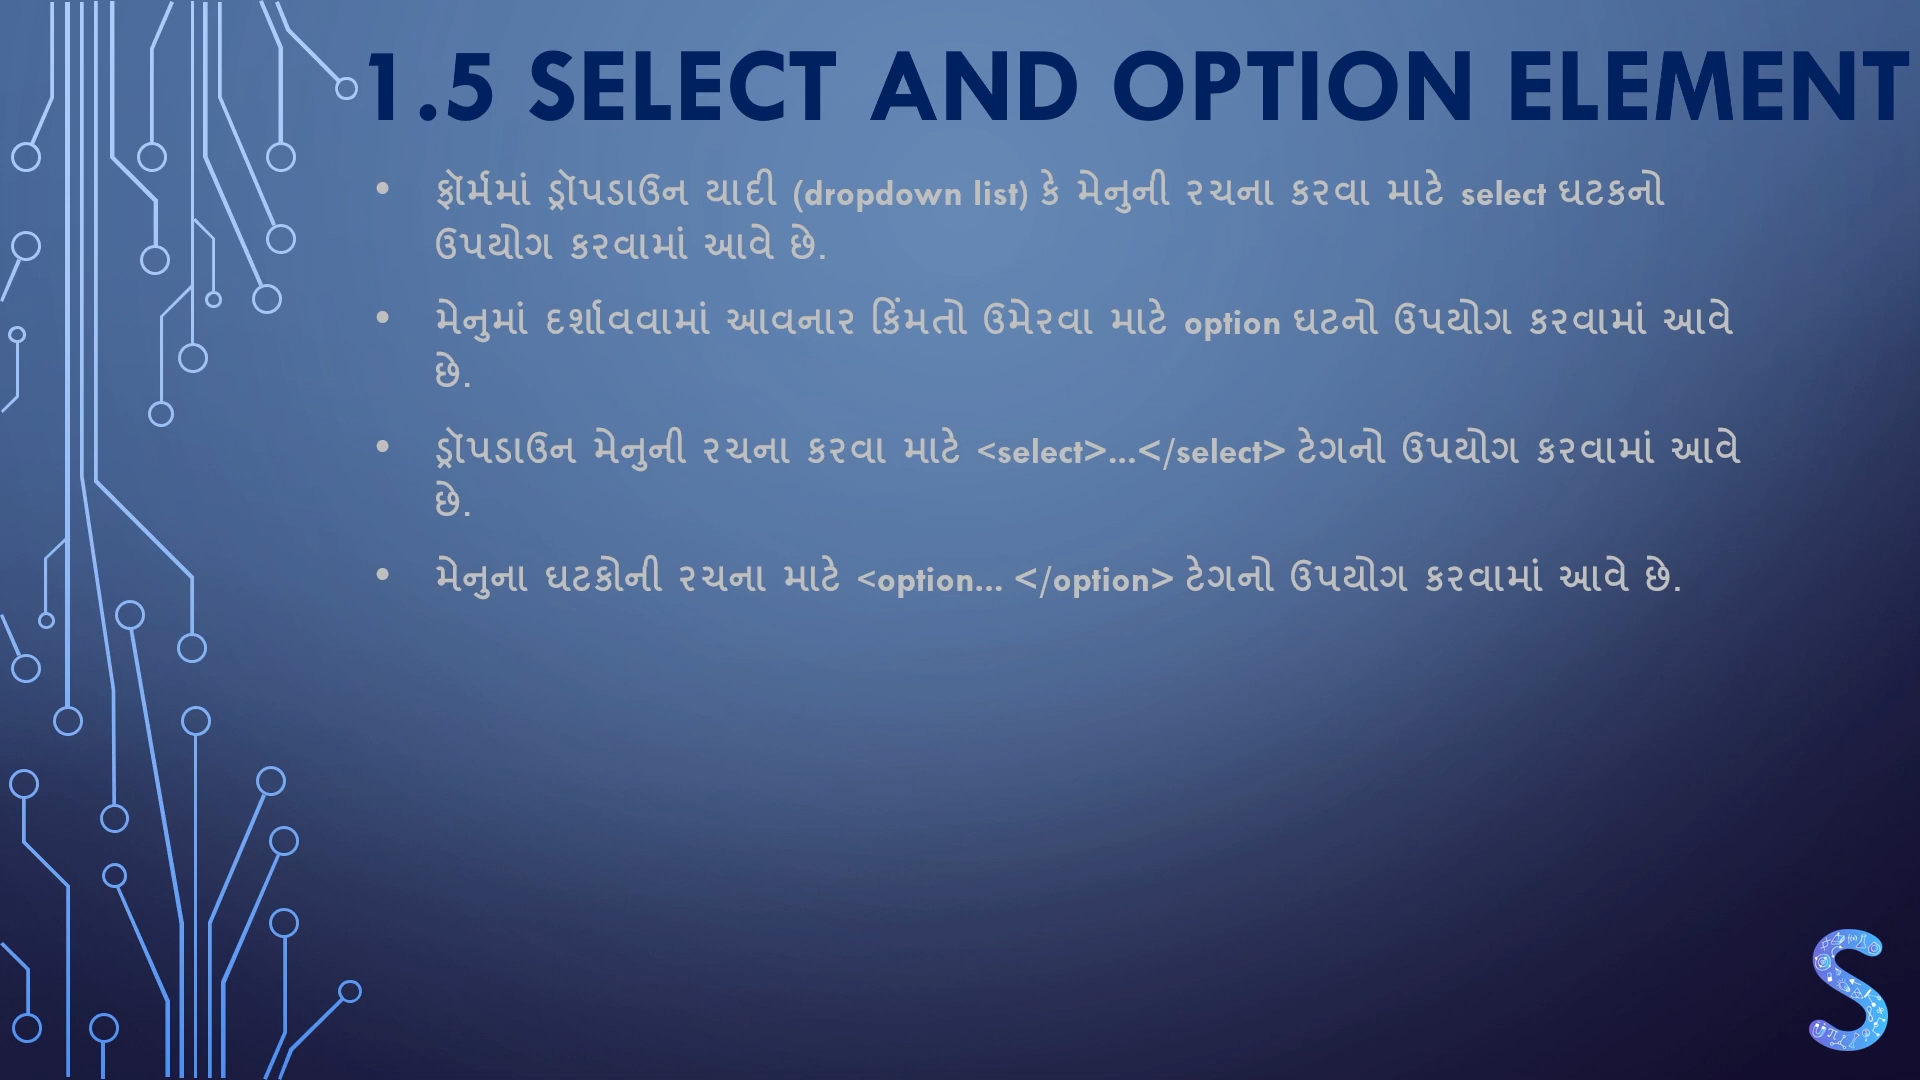 1.5 SELECT AND OPTION ELEMENT
• ફૉર્મમાં ડ્રૉપડાઉન યાદી (dropdown list) કે મેનુની રચના કરવા માટે select ઘટકનો
ઉપયોગ કરવામાં આવે છે.
• મેનુમાં દર્શાવવામાં આવનાર કિંમતો ઉમેરવા માટે option ઘટનો ઉપયોગ કરવામાં આવે
છે.
• ડ્રૉપડાઉન મેનુની રચના કરવા માટે <select>...</select> ટેગનો ઉપયોગ કરવામાં આવે
છે.
• મેનુના ઘટકોની રચના માટે <option... </option> ટેગનો ઉપયોગ કરવામાં આવે છે.
S